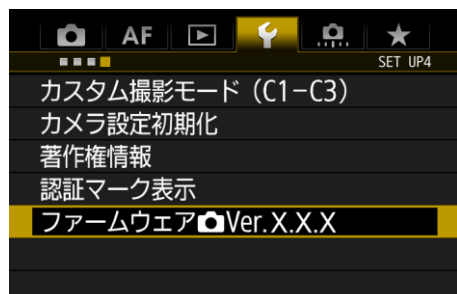 AF
SET UP4
カスタム撮影モード（C1-C3）
カメラ設定初期化
著作権情報
認証マーク表示
ファームウェア Ver.X.X.X